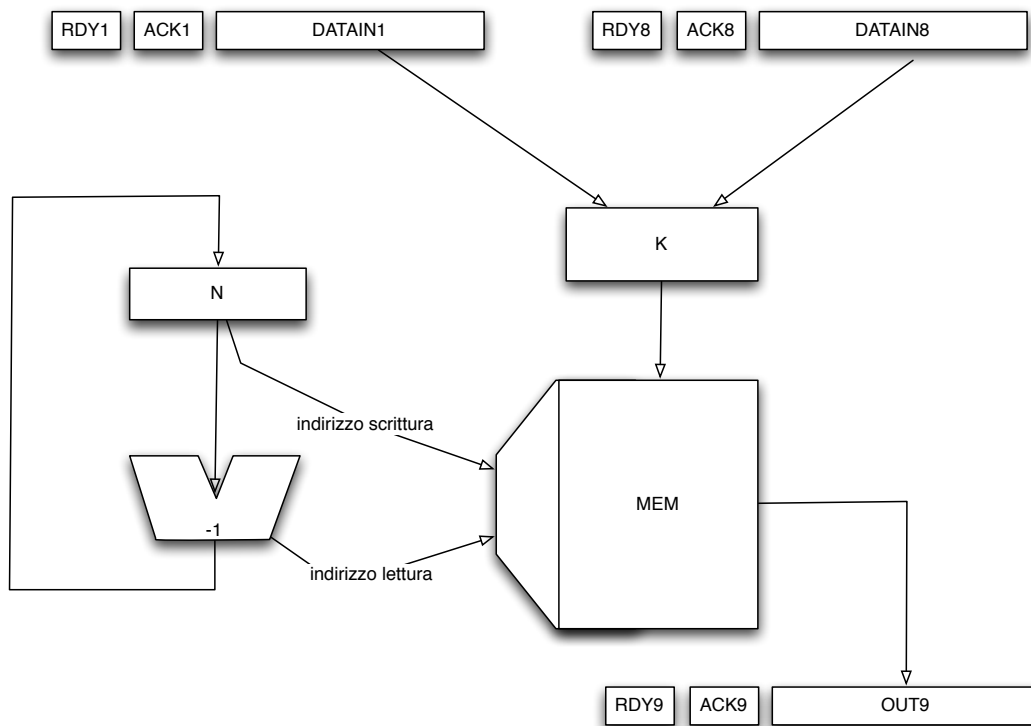 RDY1 ACK1 DATAIN1 RDY8 ACK8 DATAIN8
K
N
indirizzo scrittura
MEM
-1
indirizzo lettura
RDY9 ACK9 OUT9